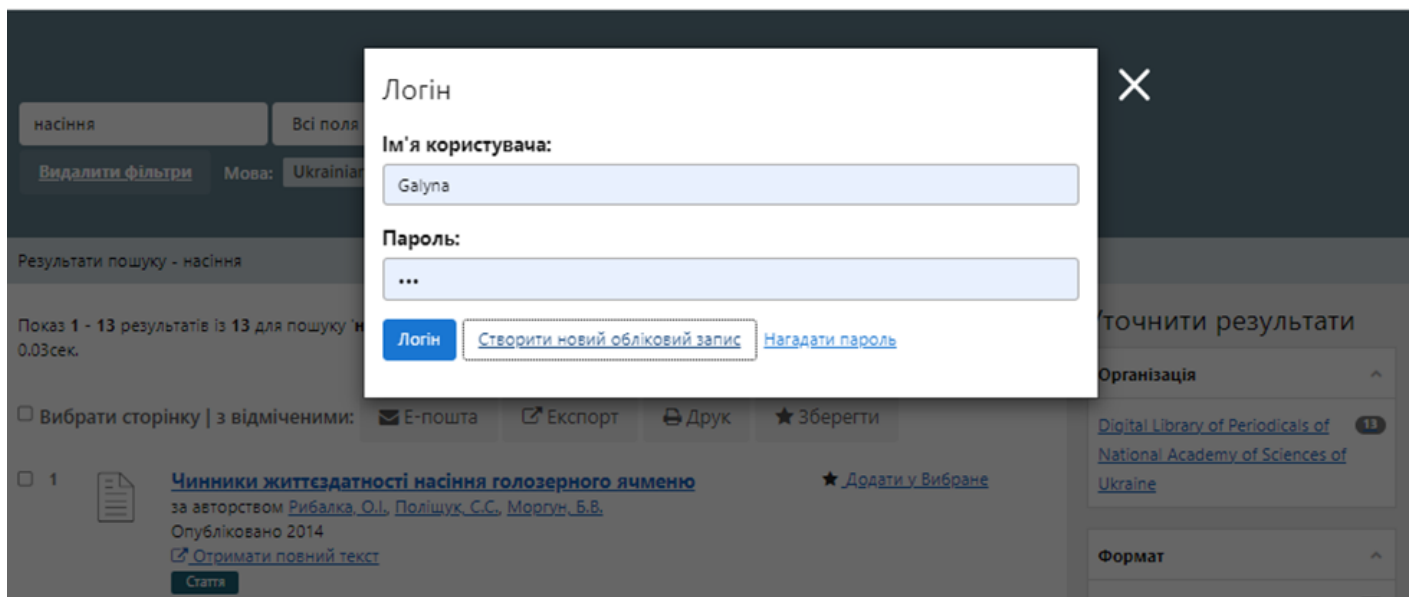 Логін
Ім'я користувача:
Galyna
Пароль:
•••
Логін Створити новий обліковий запис Нагадати пароль
насіння Всі поля
Видалити фільтри Мова: Ukrainian
Результати пошуку - насіння
Показ 1 - 13 результатів із 13 для пошуку
0.03сек.
Вибрати сторінку | з відміченими: Е-пошта Експорт Друк Зберегти
1 Чинники життєздатності насіння голозерного ячменю Додати у Вибране
за авторством Рибалка, О.І., Поліщук, С.С., Моргун, Б.В.
Опубліковано 2014
Отримати повний текст
Стаття
точнити результати
Організація
Digital Library of Periodicals of 13
National Academy of Sciences of
Ukraine
Формат